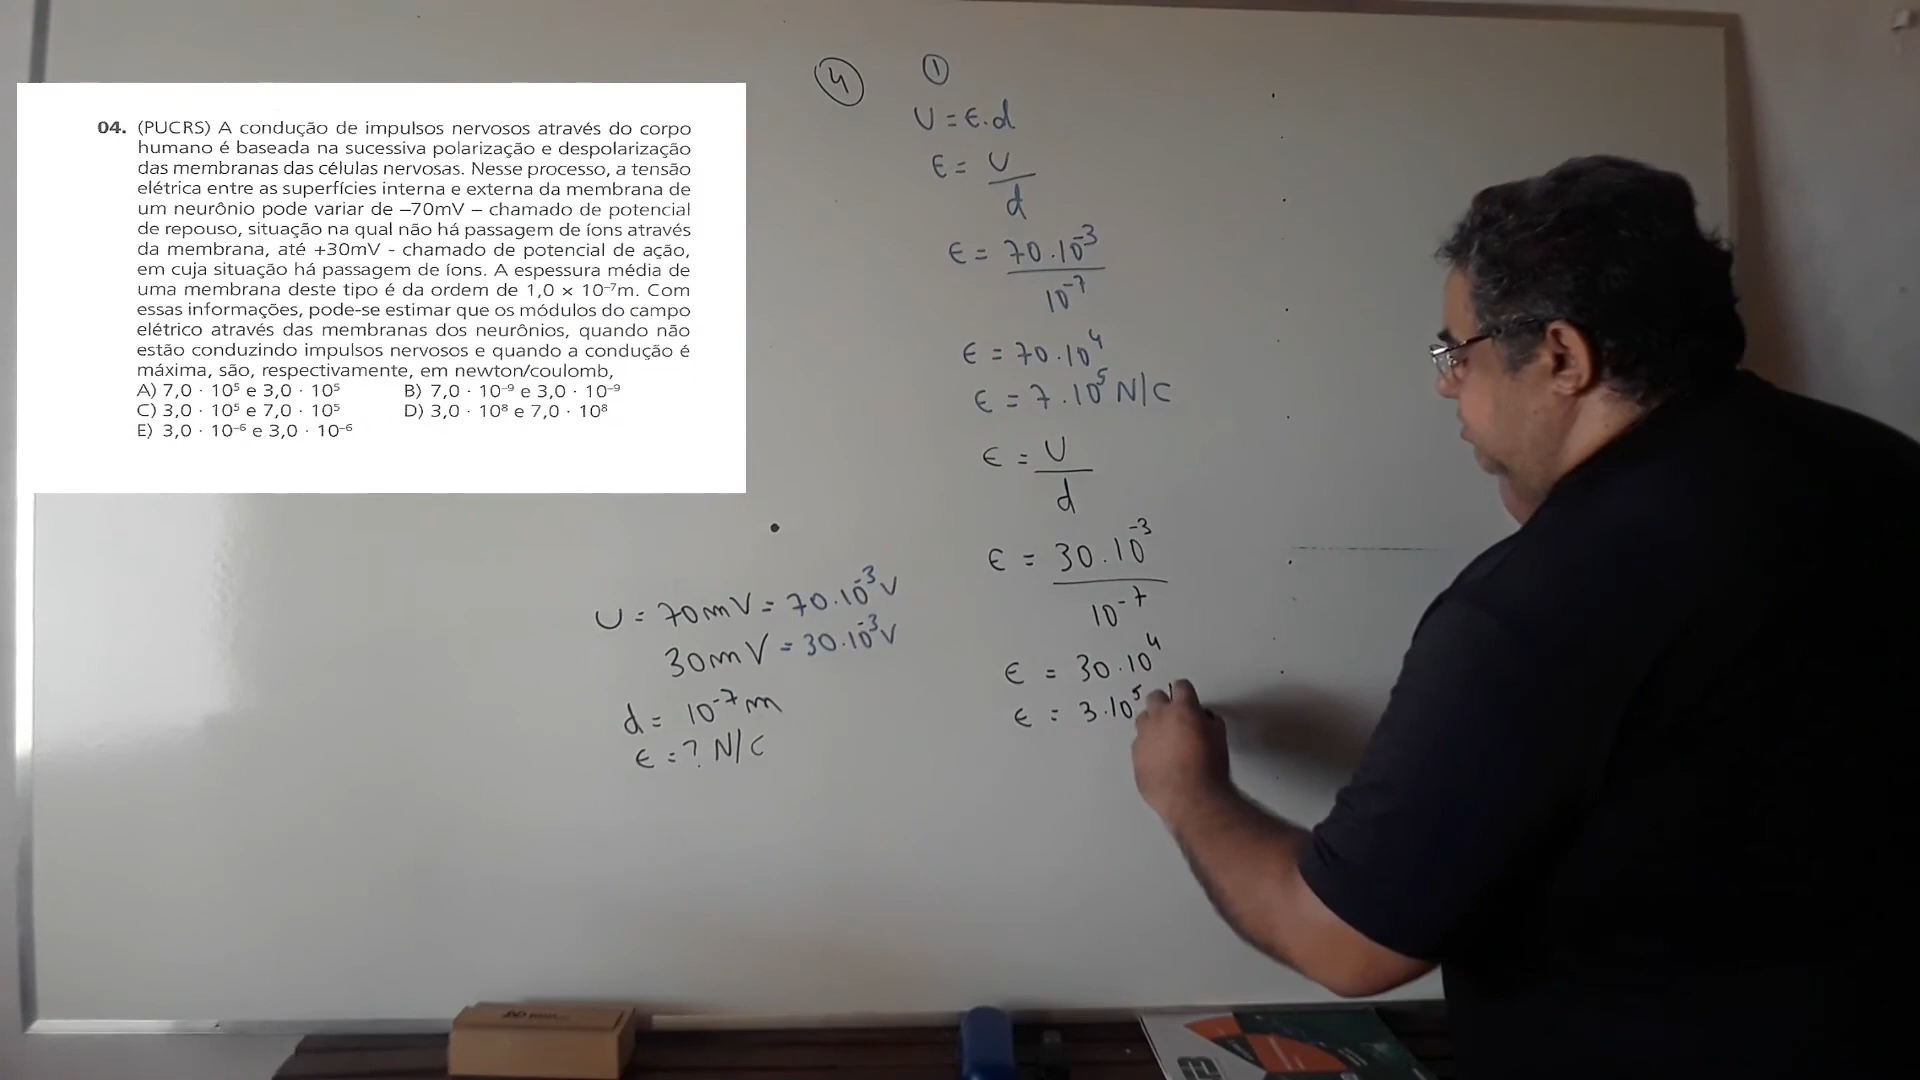 04. (PUCRS) A condução de impulsos nervosos através do corpo
humano é baseada na sucessiva polarização e despolarização
das membranas das células nervosas. Nesse processo, a tensão
elétrica entre as superfícies interna e externa da membrana de
um neurônio pode variar de –70mV – chamado de potencial
de repouso, situação na qual não há passagem de íons através
da membrana, até +30mV - chamado de potencial de ação,
em cuja situação há passagem de íons. A espessura média de
uma membrana deste tipo é da ordem de 1,0 × 10⁻⁷m. Com
essas informações, pode-se estimar que os módulos do campo
elétrico através das membranas dos neurônios, quando não
estão conduzindo impulsos nervosos e quando a condução é
máxima, são, respectivamente, em newton/coulomb,
A) 7,0 · 10⁵ e 3,0 · 10⁵ B) 7,0 · 10⁻⁹ e 3,0 · 10⁻⁹
C) 3,0 · 10⁵ e 7,0 · 10⁵ D) 3,0 · 10⁸ e 7,0 · 10⁸
E) 3,0 · 10⁻⁶ e 3,0 · 10⁻⁶
U = 70mV = 70.10⁻³V
30mV = 30.10⁻³V
d = 10⁻⁷m
E = ? N/C
4 1
U = E.d
E = U
d
E = 70.10⁻³
10⁻⁷
E = 70.10⁴
E = 7.10⁵ N/C
E = U
d
E = 30.10⁻³
10⁻⁷
E = 30.10⁴
E = 3.10⁵